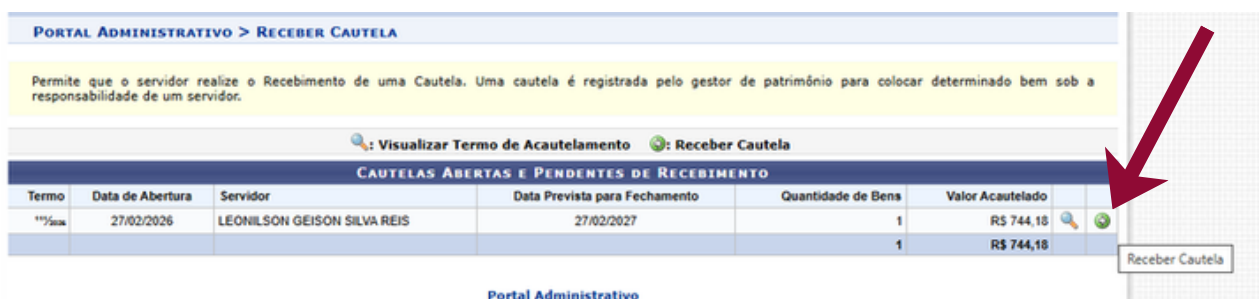 PORTAL ADMINISTRATIVO > RECEBER CAUTELA
Permite que o servidor realize o Recebimento de uma Cautela. Uma cautela é registrada pelo gestor de patrimônio para colocar determinado bem sob a
responsabilidade de um servidor.
: Visualizar Termo de Acautelamento : Receber Cautela
CAUTELAS ABERTAS E PENDENTES DE RECEBIMENTO
Termo Data de Abertura Servidor Data Prevista para Fechamento Quantidade de Bens Valor Acautelado
27/02/2026 LEONILSON GEISON SILVA REIS 27/02/2027 1 R$ 744,18
1 R$ 744,18
Receber Cautela
Portal Administrativo